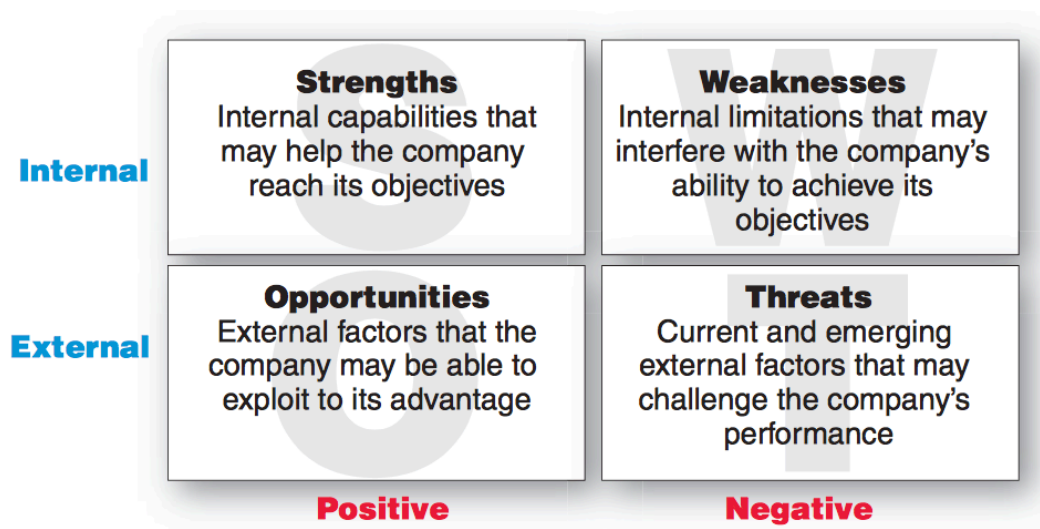 Internal
Strengths
Internal capabilities that
may help the company
reach its objectives
Weaknesses
Internal limitations that may
interfere with the company's
ability to achieve its
objectives
External
Opportunities
External factors that the
company may be able to
exploit to its advantage
Threats
Current and emerging
external factors that may
challenge the company's
performance
Positive
Negative
S
W
O
T